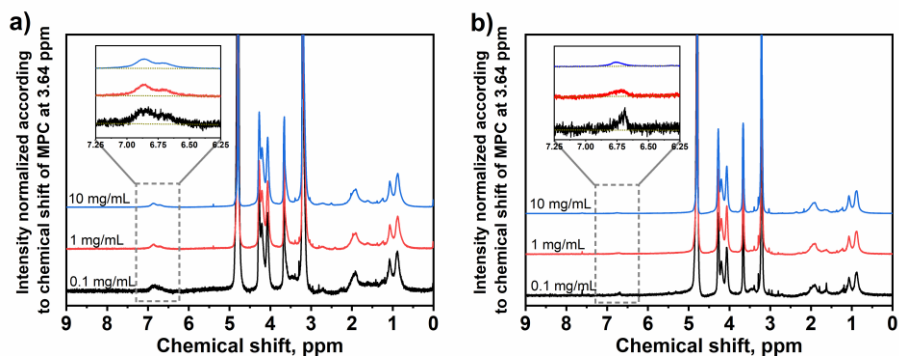 a)
Intensity normalized according
to chemical shift of MPC at 3.64 ppm
7.25 7.00 6.75 6.50 6.25
10 mg/mL
1 mg/mL
0.1 mg/mL
9 8 7 6 5 4 3 2 1 0
Chemical shift, ppm
b)
Intensity normalized according
to chemical shift of MPC at 3.64 ppm
7.25 7.00 6.75 6.50 6.25
10 mg/mL
1 mg/mL
0.1 mg/mL
9 8 7 6 5 4 3 2 1 0
Chemical shift, ppm